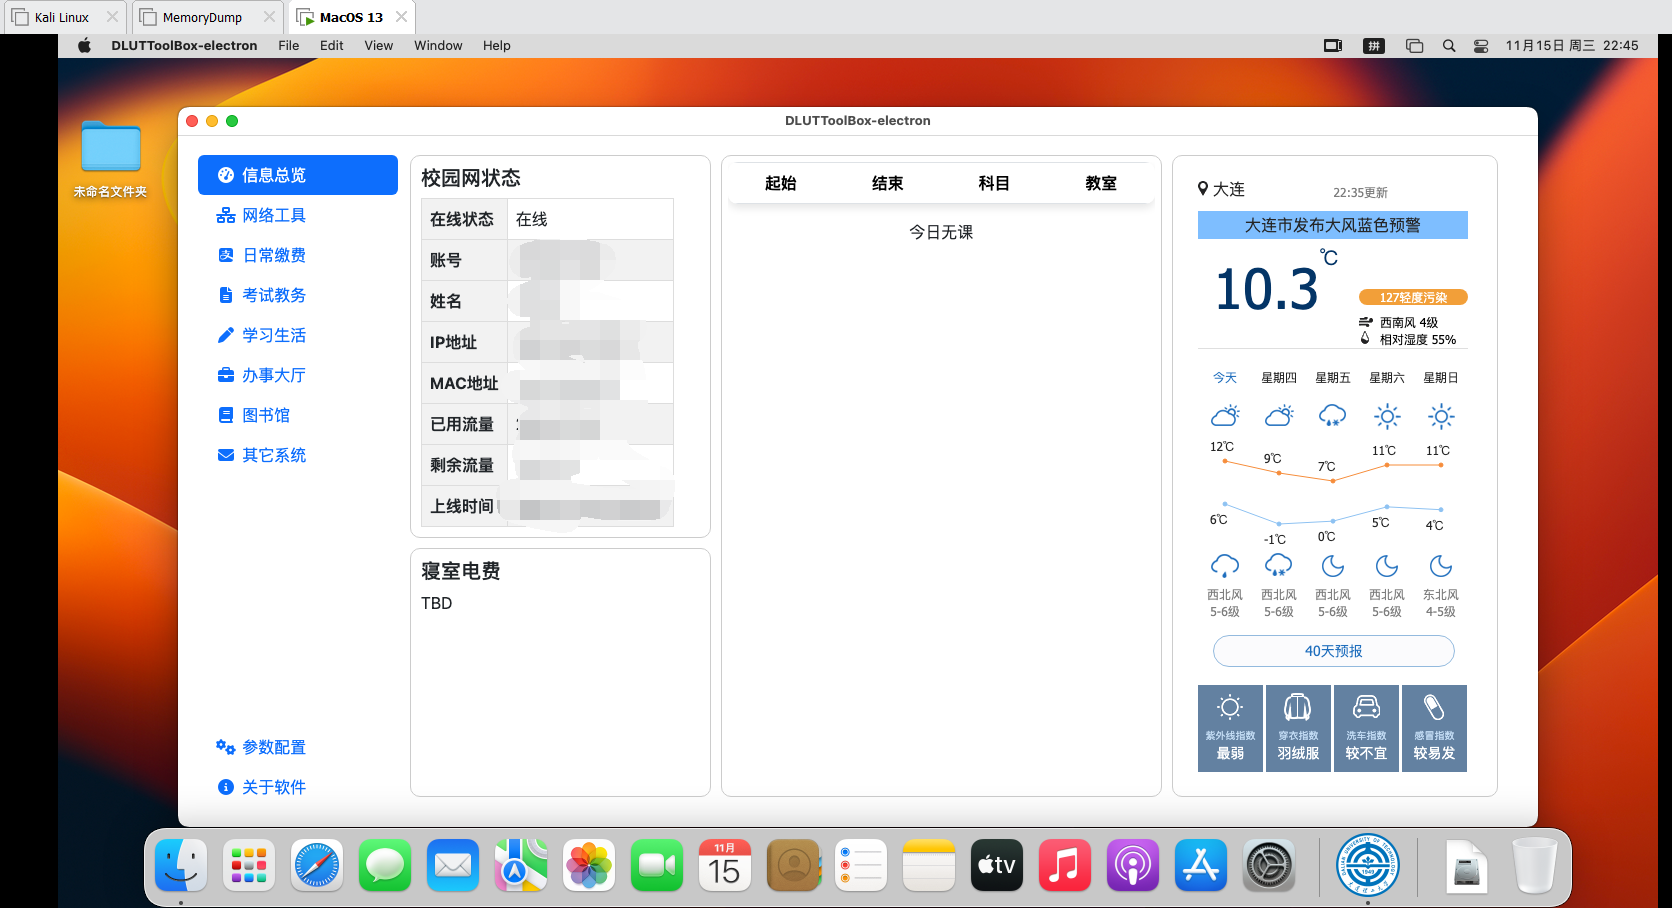 Kali Linux
MemoryDump
MacOS 13
DLUTToolBox-electron File Edit View Window Help
拼 11月15日 周三 22:45
未命名文件夹
DLUTToolBox-electron
信息总览
网络工具
日常缴费
考试教务
学习生活
办事大厅
图书馆
其它系统
参数配置
关于软件
校园网状态
在线状态 在线
账号
姓名
IP地址
MAC地址
已用流量
剩余流量
上线时间
寝室电费
TBD
起始 结束 科目 教室
今日无课
大连 22:35更新
大连市发布大风蓝色预警
10.3℃
127轻度污染
西南风 4级
相对湿度 55%
今天 星期四 星期五 星期六 星期日
12℃ 9℃ 7℃ 11℃ 11℃
6℃ -1℃ 0℃ 5℃ 4℃
西北风 西北风 西北风 西北风 东北风
5-6级 5-6级 5-6级 5-6级 4-5级
40天预报
紫外线指数 穿衣指数 洗车指数 感冒指数
最弱 羽绒服 较不宜 较易发
11月
15
tv
1949